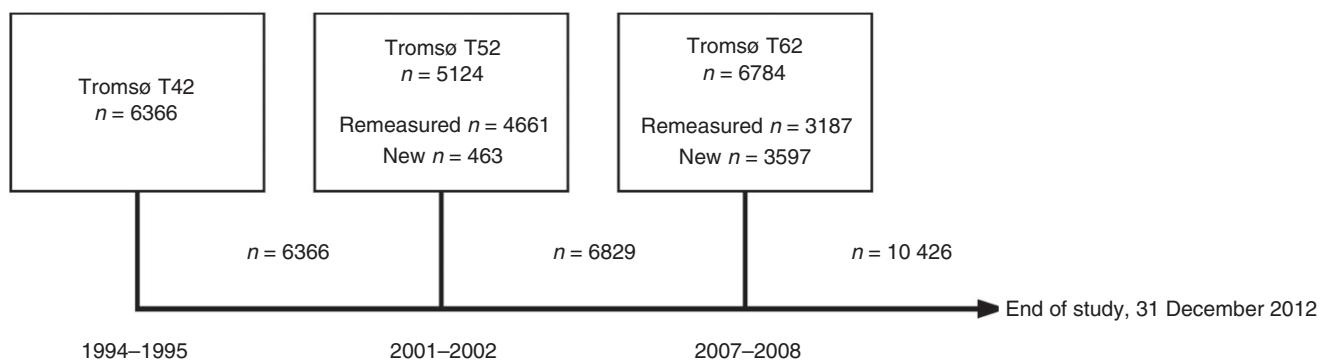 Tromsø T42
n = 6366
Tromsø T52
n = 5124
Remeasured n = 4661
New n = 463
Tromsø T62
n = 6784
Remeasured n = 3187
New n = 3597
n = 6366
n = 6829
n = 10 426
End of study, 31 December 2012
1994–1995
2001–2002
2007–2008